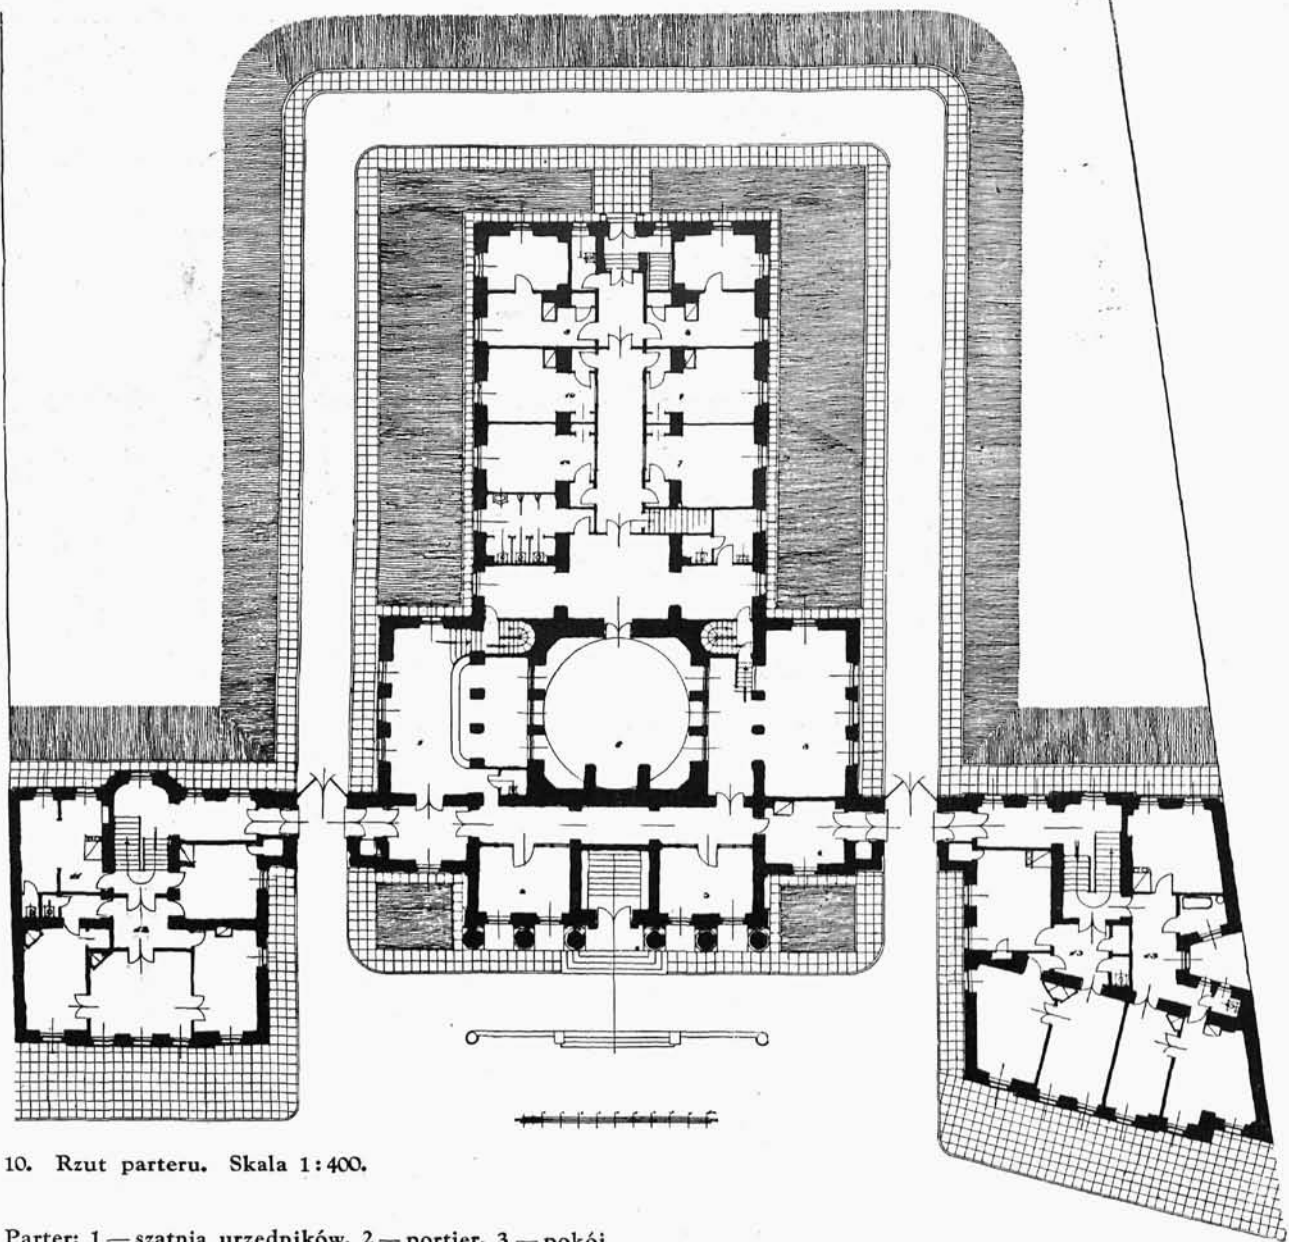 10. Rzut parteru. Skala 1:400.
Parter: 1 — szatnia urzędników, 2 — portier, 3 — pokój